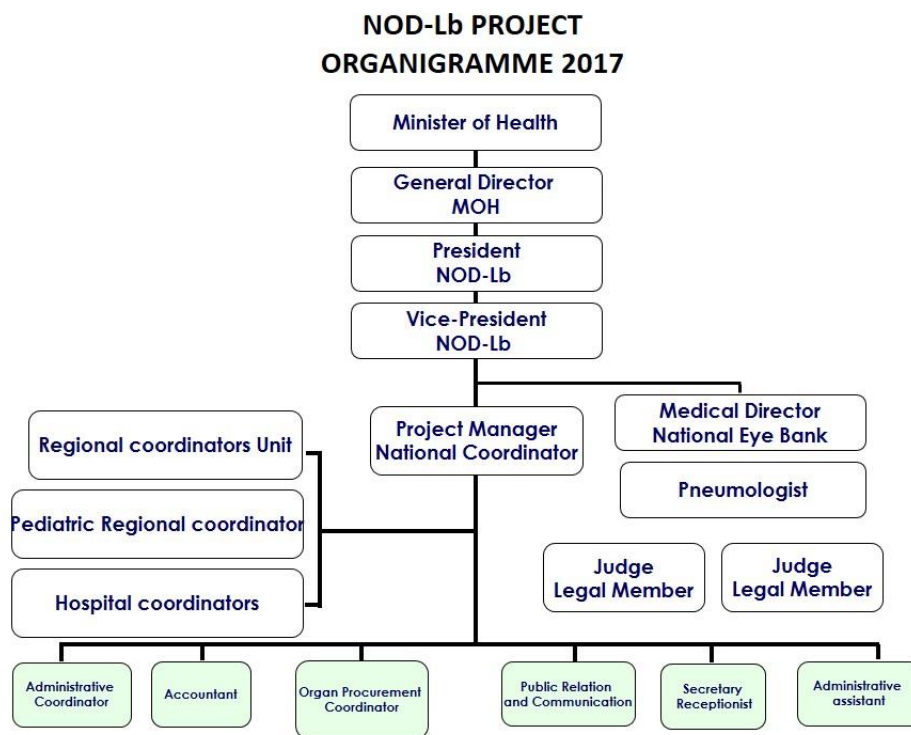 NOD-Lb PROJECT
ORGANIGRAMME 2017
Minister of Health
General Director
MOH
President
NOD-Lb
Vice-President
NOD-Lb
Project Manager
National Coordinator
Medical Director
National Eye Bank
Pneumologist
Judge
Legal Member
Judge
Legal Member
Regional coordinators Unit
Pediatric Regional coordinator
Hospital coordinators
Administrative
Coordinator
Accountant
Organ Procurement
Coordinator
Public Relation
and Communication
Secretary
Receptionist
Administrative
assistant